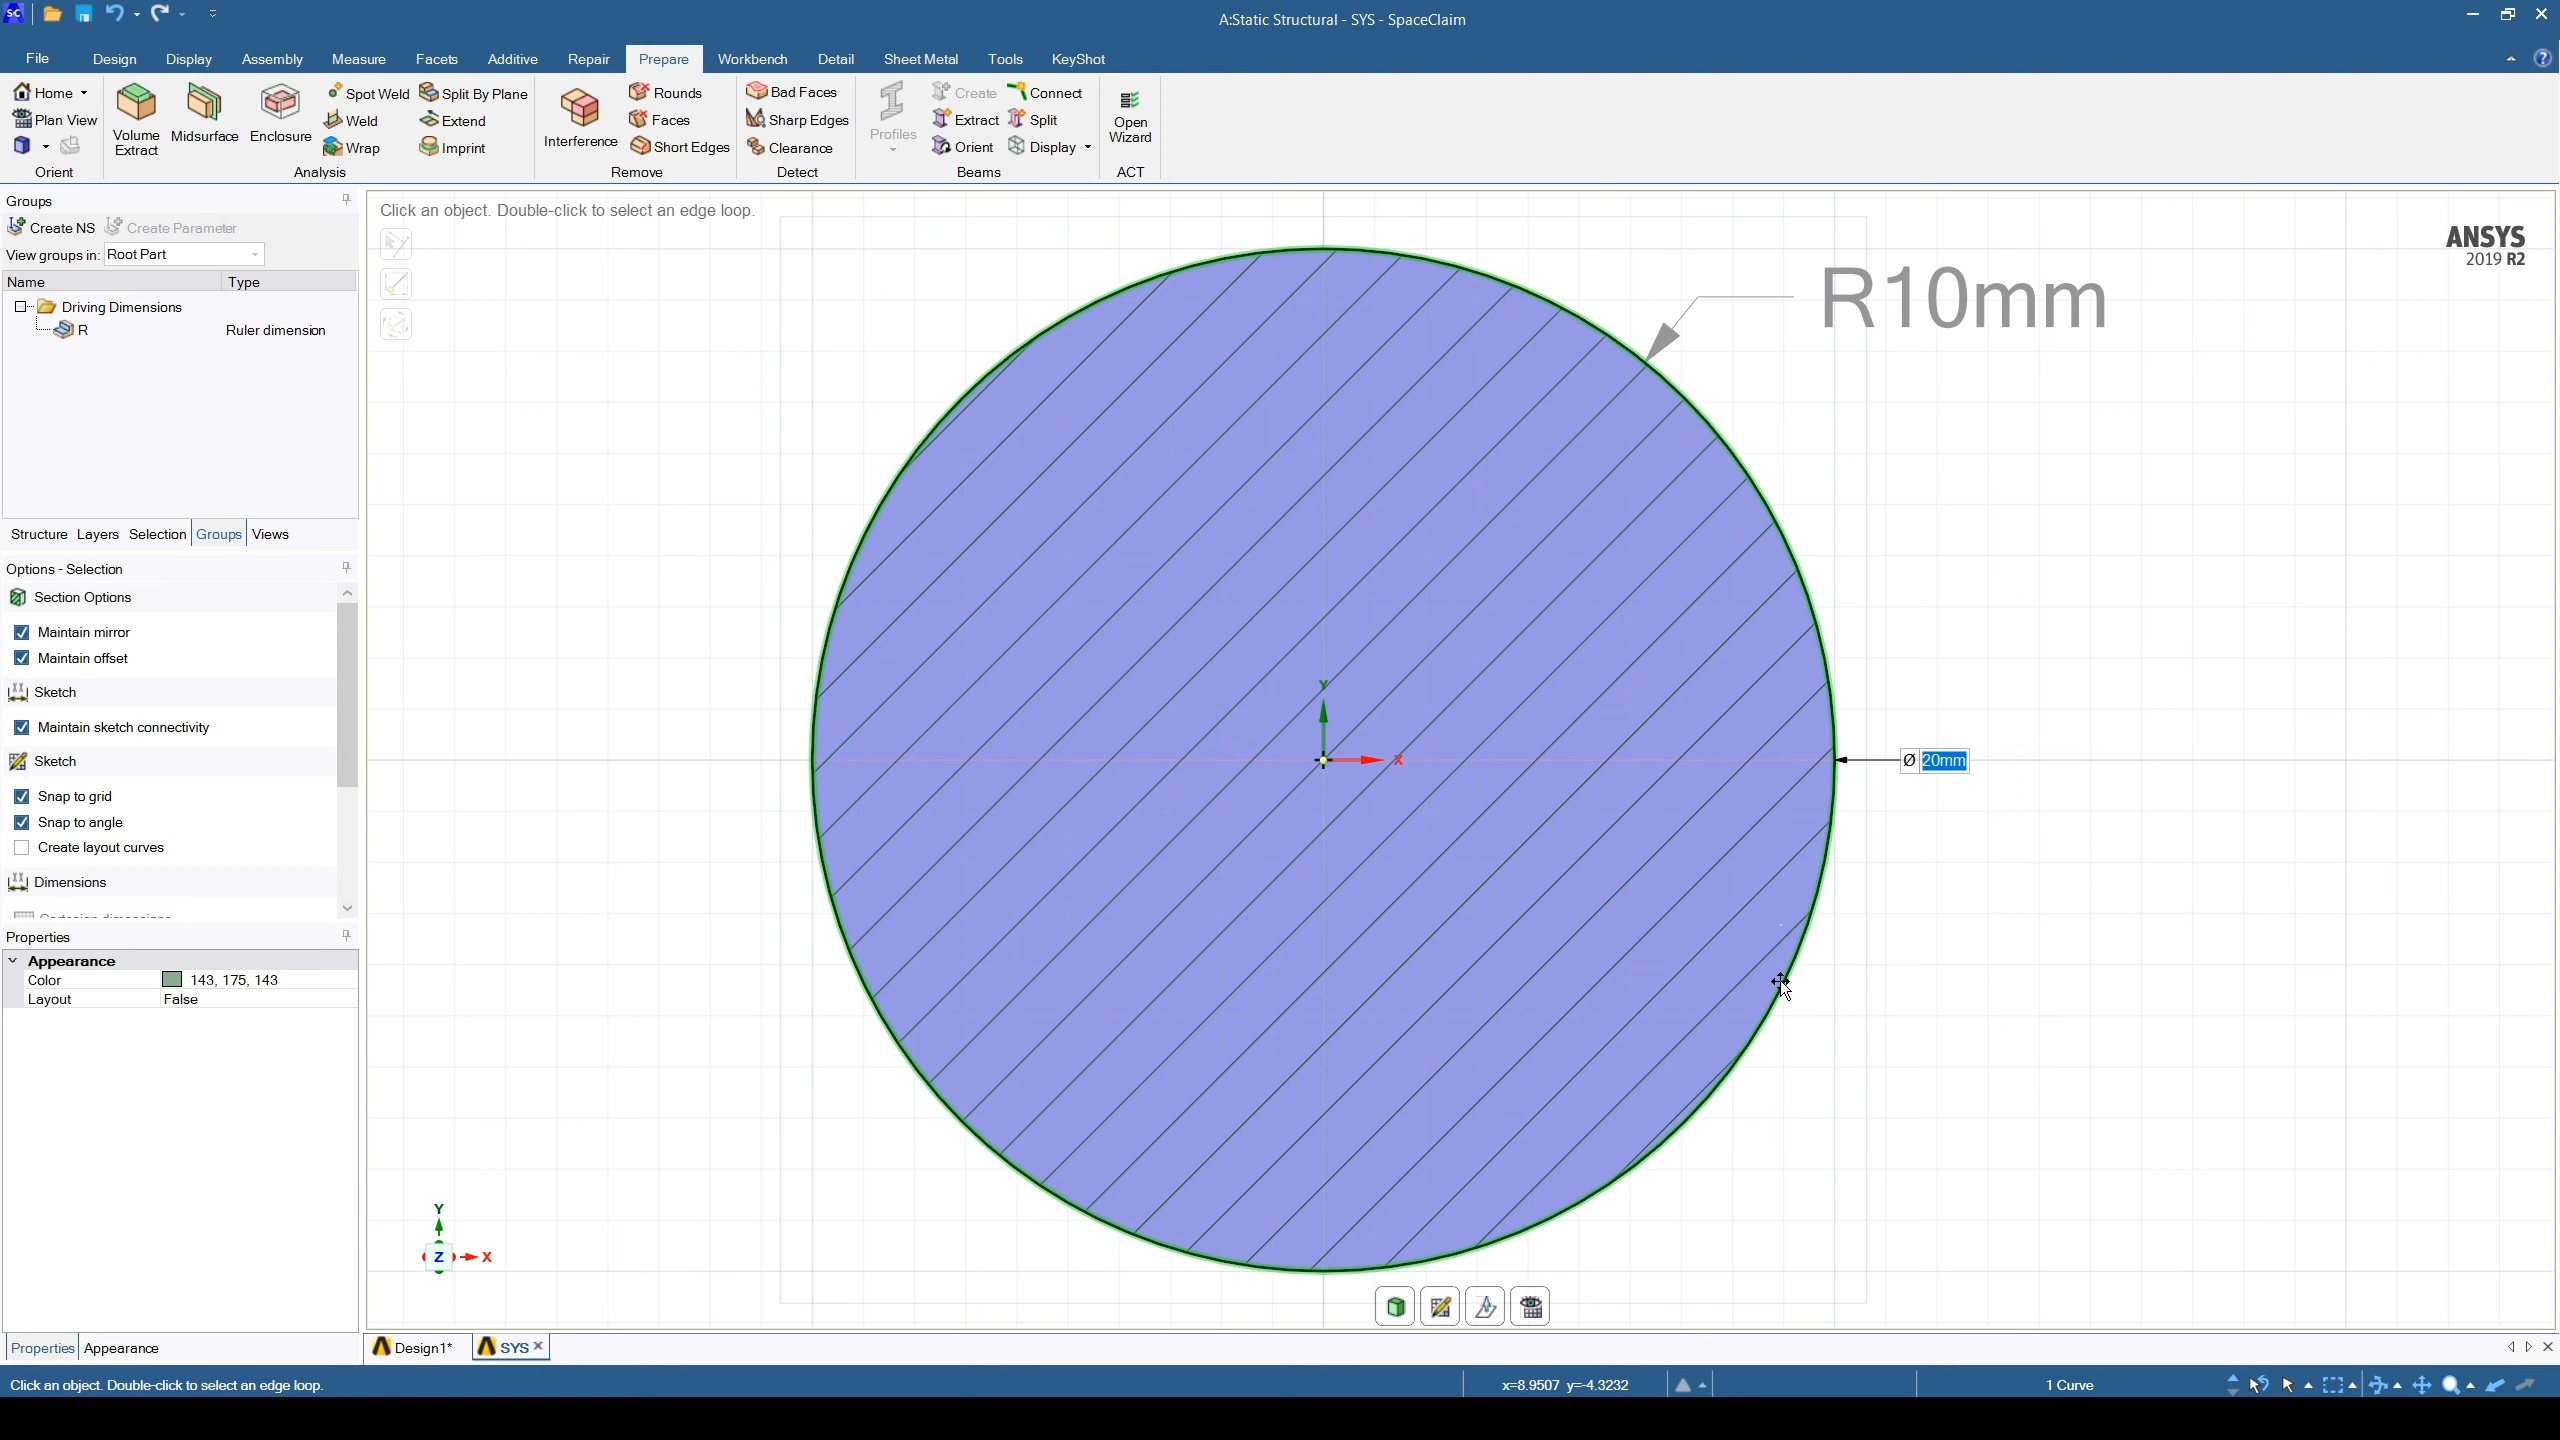 SC
A:Static Structural - SYS - SpaceClaim
File Design Display Assembly Measure Facets Additive Repair Prepare Workbench Detail Sheet Metal Tools KeyShot
Home
Plan View
Orient
Volume Extract
Midsurface
Enclosure
Spot Weld
Weld
Wrap
Split By Plane
Extend
Imprint
Analysis
Interference
Rounds
Faces
Short Edges
Remove
Bad Faces
Sharp Edges
Clearance
Detect
Profiles
Create
Extract
Orient
Connect
Split
Display
Beams
Open Wizard
ACT
Groups
Create NS Create Parameter
View groups in: Root Part
Name Type
Driving Dimensions
R Ruler dimension
Structure Layers Selection Groups Views
Options - Selection
Section Options
Maintain mirror
Maintain offset
Sketch
Maintain sketch connectivity
Sketch
Snap to grid
Snap to angle
Create layout curves
Dimensions
Cartesian dimensions
Properties
Appearance
Color 143, 175, 143
Layout False
Properties Appearance
Click an object. Double-click to select an edge loop.
ANSYS
2019 R2
R10mm
Y
X
Ø 20mm
Y
Z X
Design1* SYS
Click an object. Double-click to select an edge loop.
x=8.9507 y=-4.3232
1 Curve